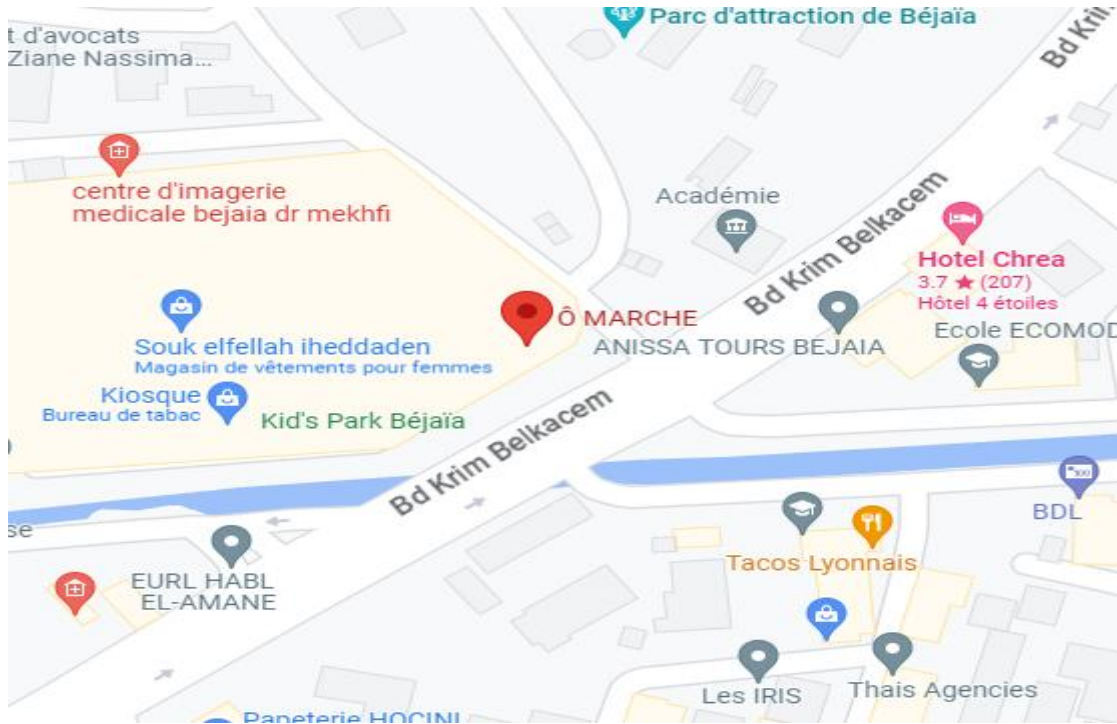 Parc d'attraction de Béjaïa
t d'avocats
Ziane Nassima...
Bd Krim
centre d'imagerie
medicale bejaia dr mekhfi
Académie
Bd Krim Belkacem
Hotel Chrea
3.7 ★ (207)
Hôtel 4 étoiles
Ô MARCHE
ANISSA TOURS BEJAIA
Ecole ECOMOD
Souk elfellah iheddaden
Magasin de vêtements pour femmes
Kiosque
Bureau de tabac
Kid's Park Béjaïa
Bd Krim Belkacem
BDL
se
Tacos Lyonnais
EURL HABL
EL-AMANE
Les IRIS
Thais Agencies
Papeterie HOCINI